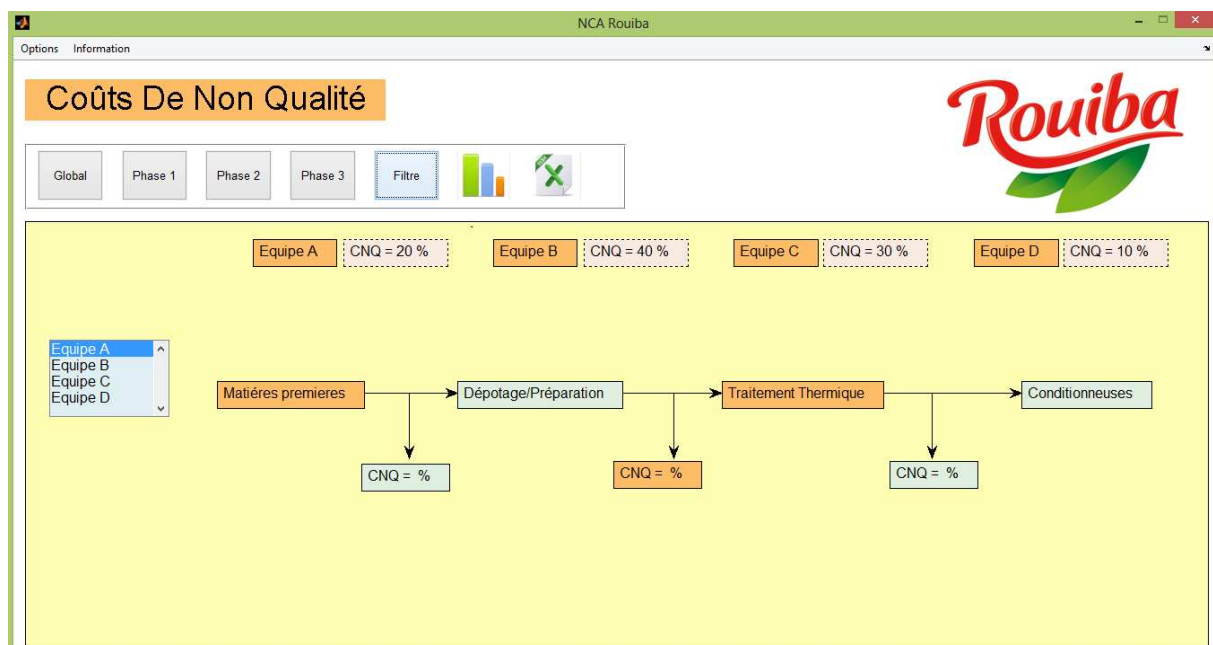 NCA Rouiba
Options Information
Coûts De Non Qualité
Rouiba
Global Phase 1 Phase 2 Phase 3 Filtre
Equipe A CNQ = 20 % Equipe B CNQ = 40 % Equipe C CNQ = 30 % Equipe D CNQ = 10 %
Equipe A
Equipe B
Equipe C
Equipe D
Matiéres premieres Dépotage/Préparation Traitement Thermique Conditionneuses
CNQ = % CNQ = % CNQ = %